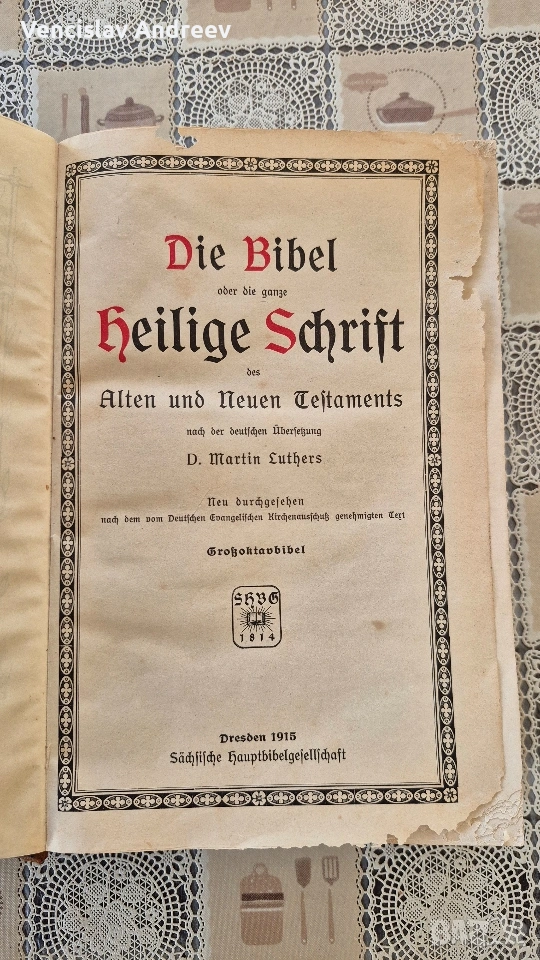 Vencislav Andreev
Die Bibel
oder die ganze
Heilige Schrift
des
Alten und Neuen Testaments
nach der deutschen Übersetzung
D. Martin Luthers
Neu durchgesehen
nach dem vom Deutschen Evangelischen Kirchenausschuß genehmigten Text
Großoktavbibel
SHBG
1814
Dresden 1915
Sächsische Hauptbibelgesellschaft